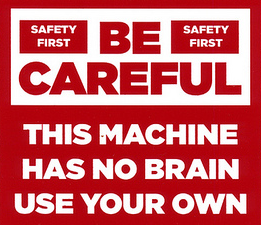 SAFETY FIRST BE SAFETY FIRST
CAREFUL
THIS MACHINE
HAS NO BRAIN
USE YOUR OWN